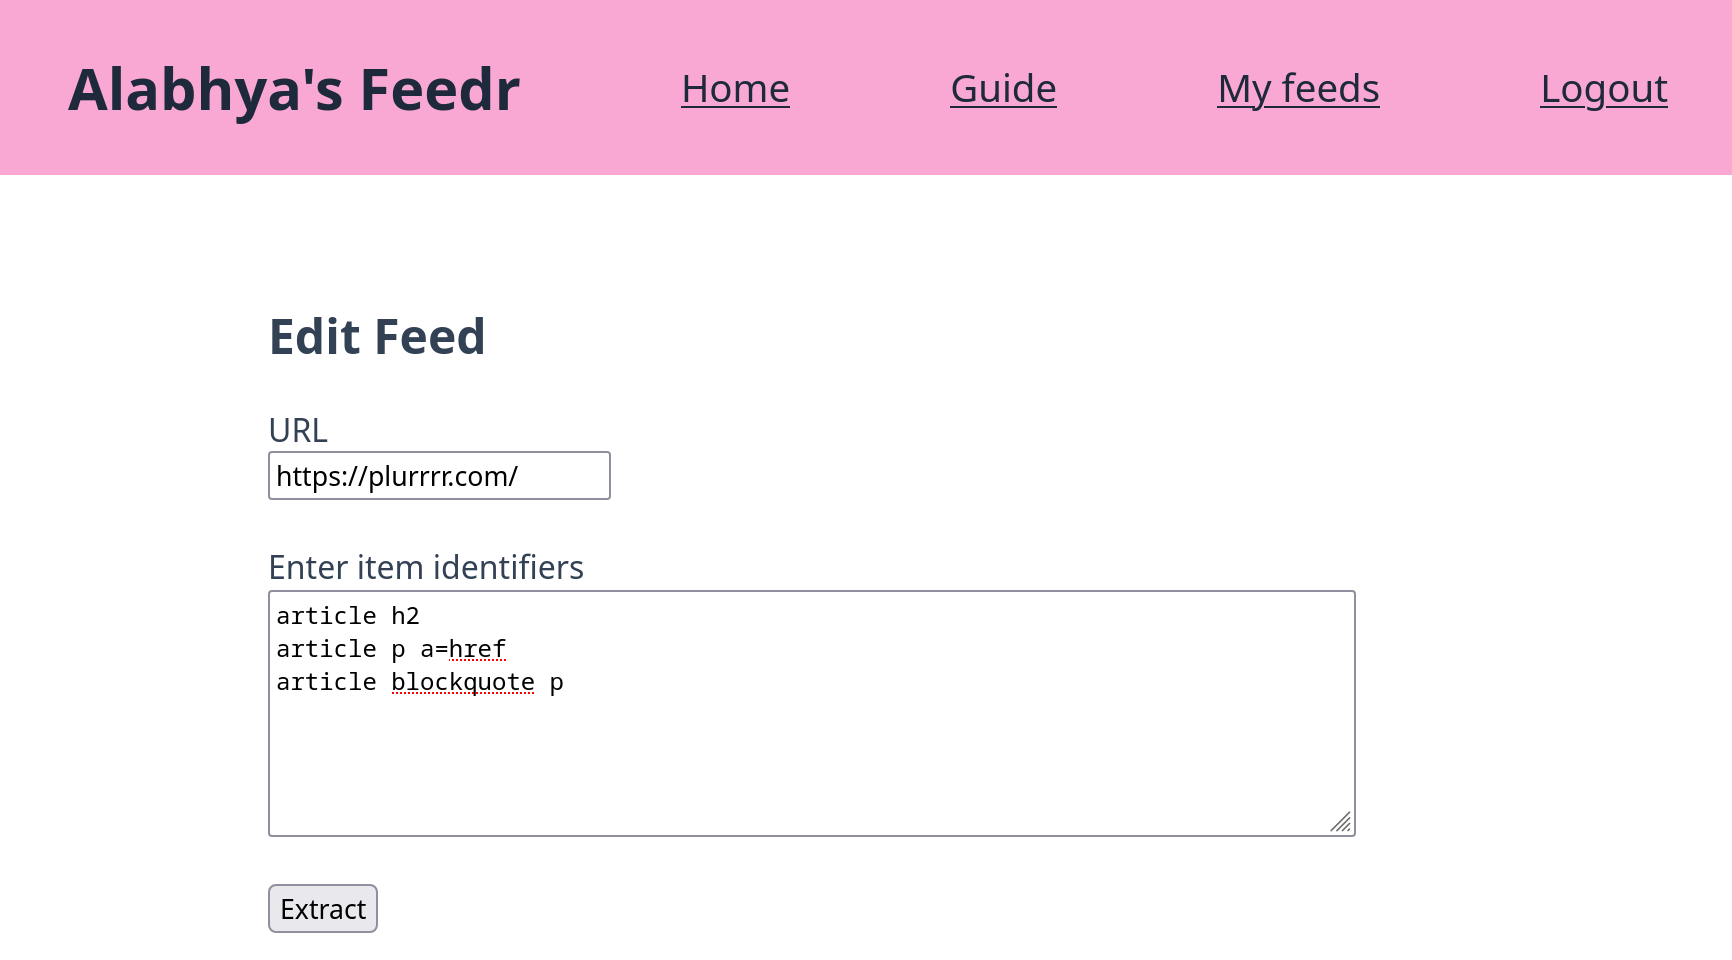 Alabhya's Feedr Home Guide My feeds Logout
Edit Feed
URL
https://plurrrr.com/
Enter item identifiers
article h2
article p a=href
article blockquote p
Extract